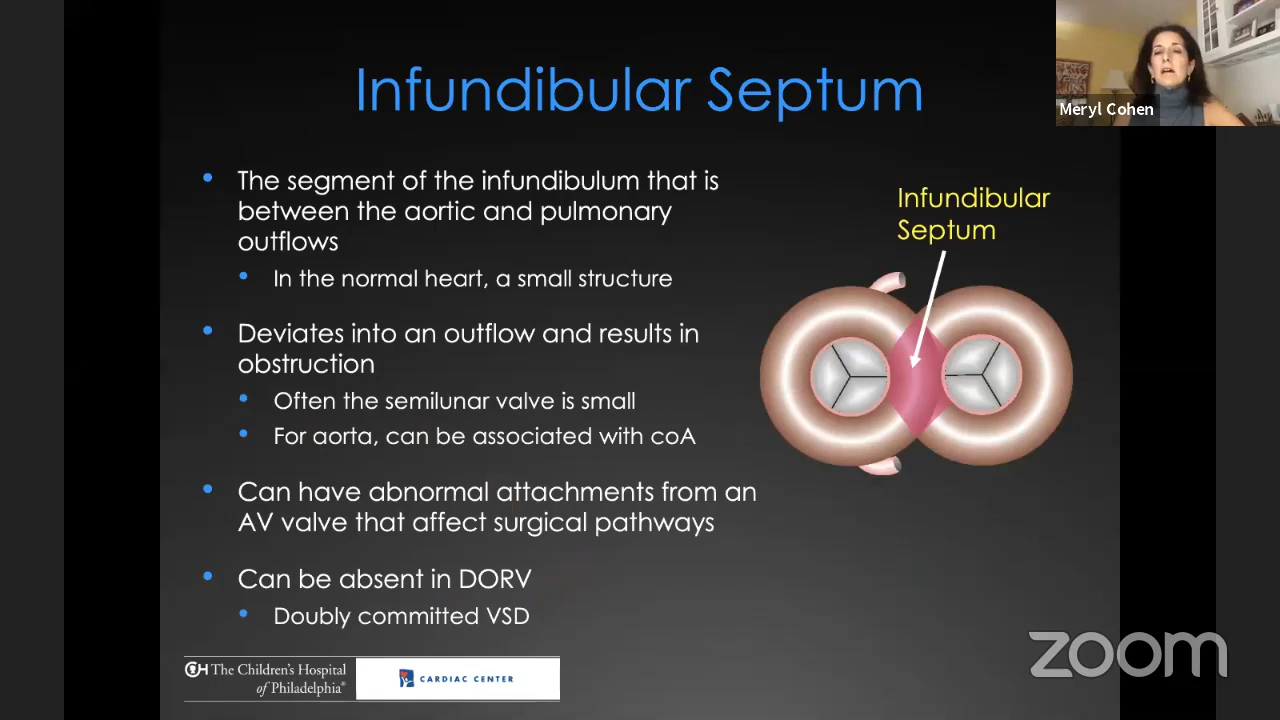 Infundibular Septum
Meryl Cohen
• The segment of the infundibulum that is
between the aortic and pulmonary
outflows
• In the normal heart, a small structure
• Deviates into an outflow and results in
obstruction
• Often the semilunar valve is small
• For aorta, can be associated with coA
• Can have abnormal attachments from an
AV valve that affect surgical pathways
• Can be absent in DORV
• Doubly committed VSD
Infundibular
Septum
The Children's Hospital
of Philadelphia®
CARDIAC CENTER
zoom